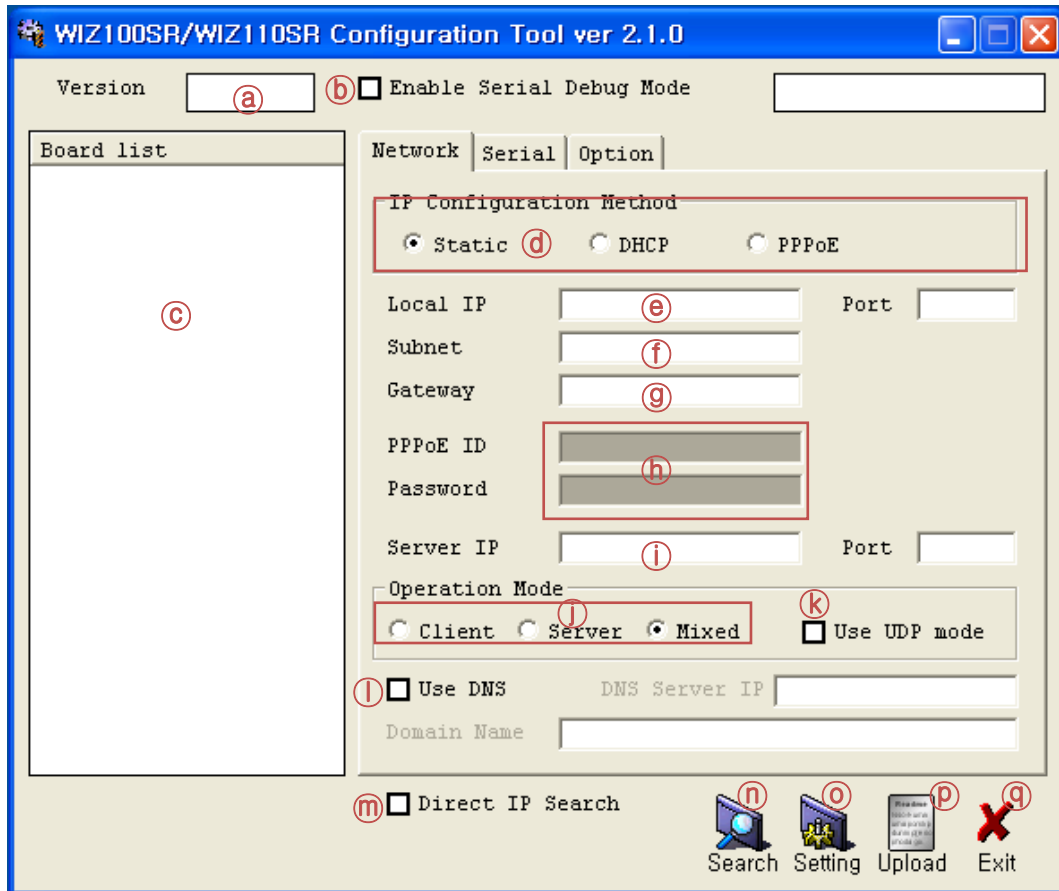 WIZ100SR/WIZ110SR Configuration Tool ver 2.1.0
Version ⓐ ⓑ Enable Serial Debug Mode
Board list
ⓒ
Network Serial Option
IP Configuration Method
Static ⓓ DHCP PPPoE
Local IP ⓔ Port
Subnet ⓕ
Gateway ⓖ
PPPoE ID
ⓗ
Password
Server IP ⓘ Port
Operation Mode
Client ⓙ Server Mixed ⓚ Use UDP mode
ⓛ Use DNS DNS Server IP
Domain Name
ⓜ Direct IP Search
ⓝ ⓞ ⓟ ⓠ
Readme
Search Setting Upload Exit